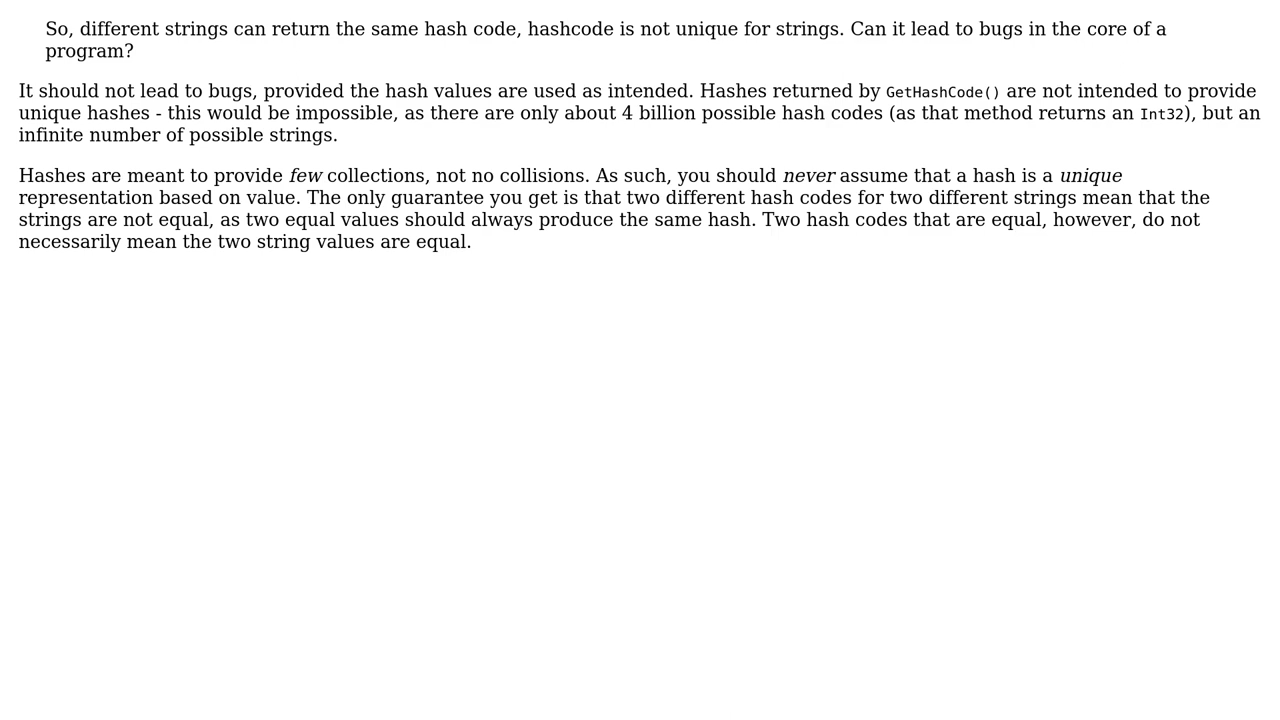 So, different strings can return the same hash code, hashcode is not unique for strings. Can it lead to bugs in the core of a
program?
It should not lead to bugs, provided the hash values are used as intended. Hashes returned by GetHashCode() are not intended to provide
unique hashes - this would be impossible, as there are only about 4 billion possible hash codes (as that method returns an Int32), but an
infinite number of possible strings.
Hashes are meant to provide few collections, not no collisions. As such, you should never assume that a hash is a unique
representation based on value. The only guarantee you get is that two different hash codes for two different strings mean that the
strings are not equal, as two equal values should always produce the same hash. Two hash codes that are equal, however, do not
necessarily mean the two string values are equal.